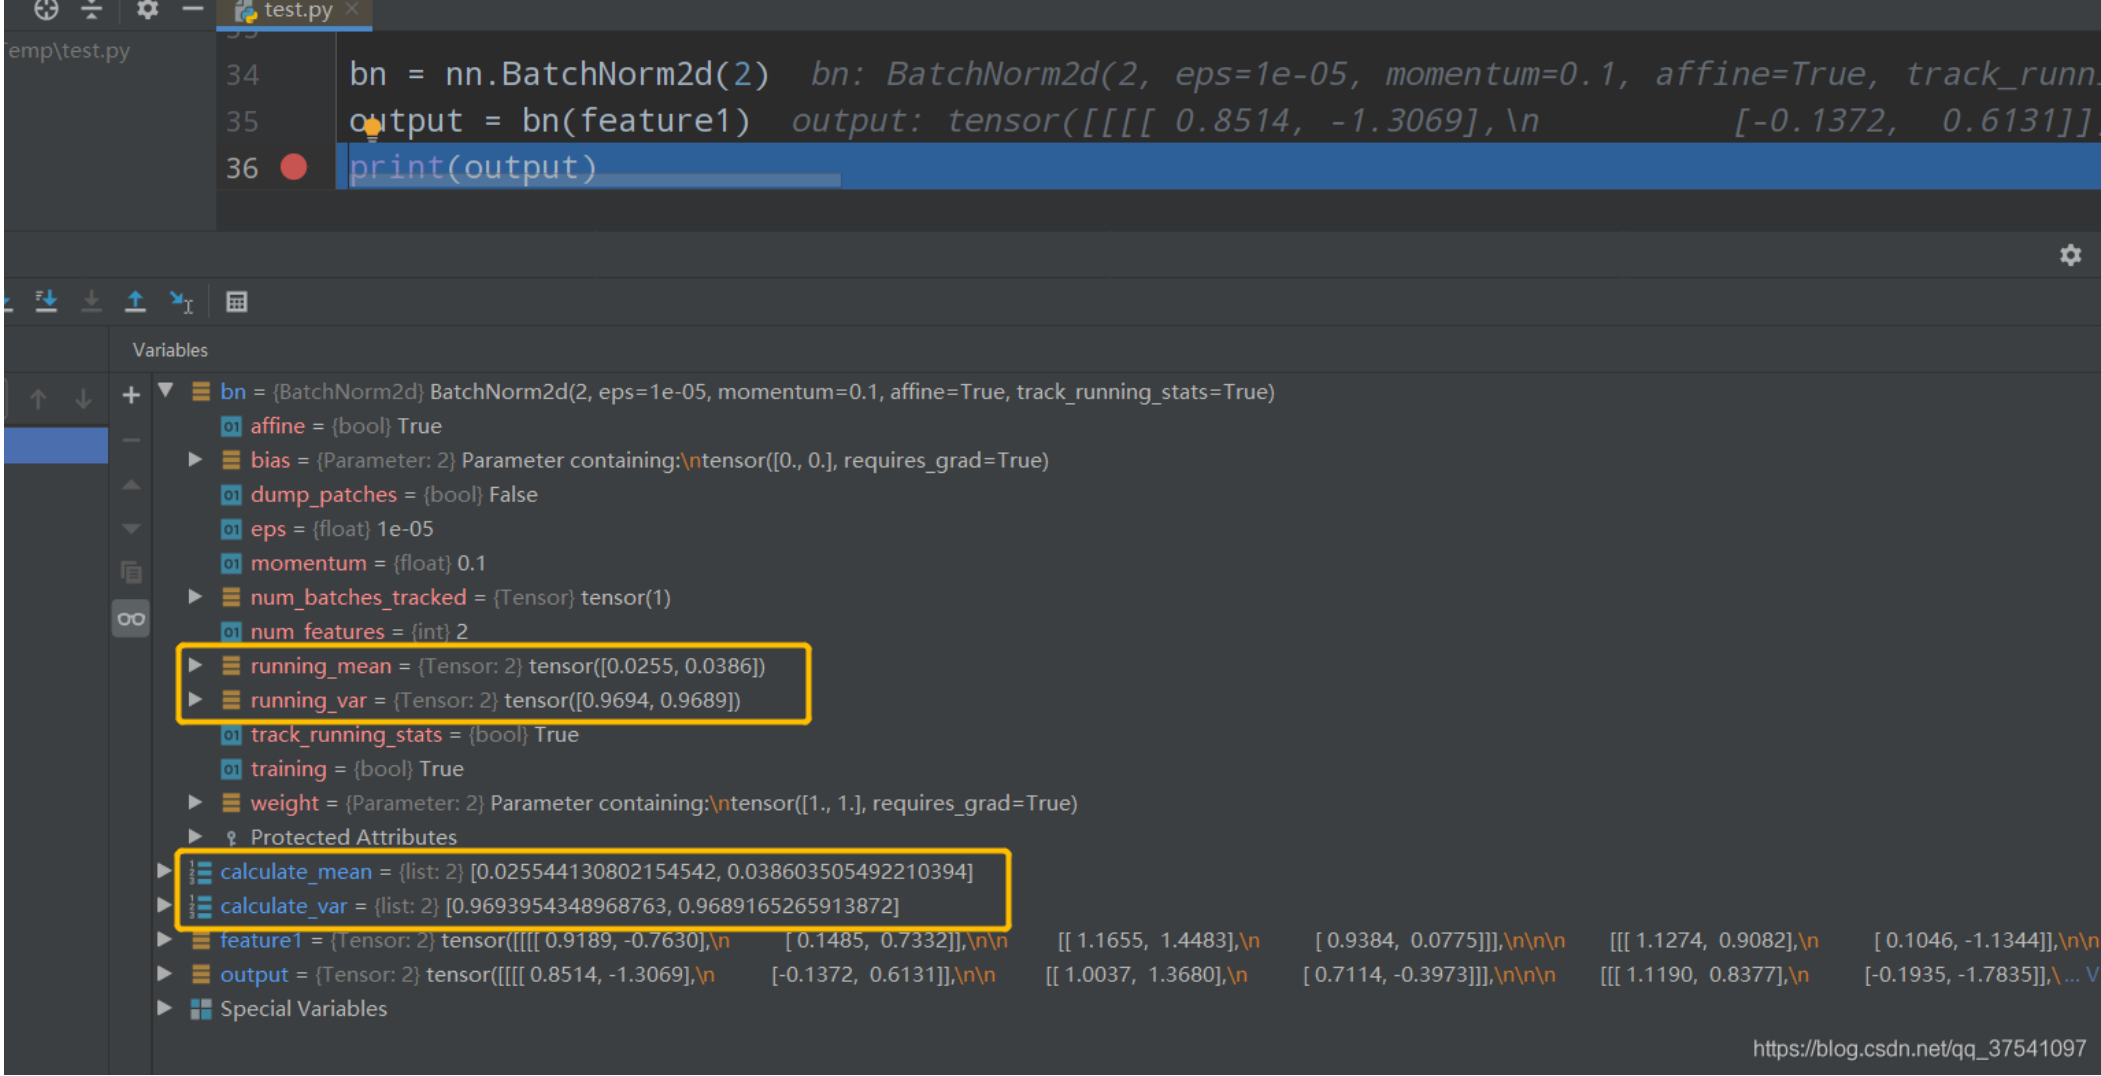 test.py
emp\test.py
34 bn = nn.BatchNorm2d(2) bn: BatchNorm2d(2, eps=1e-05, momentum=0.1, affine=True, track_runn
35 output = bn(feature1) output: tensor([[[[ 0.8514, -1.3069],\n [-0.1372, 0.6131]]
36 print(output)
Variables
bn = {BatchNorm2d} BatchNorm2d(2, eps=1e-05, momentum=0.1, affine=True, track_running_stats=True)
01 affine = {bool} True
bias = {Parameter: 2} Parameter containing:\ntensor([0., 0.], requires_grad=True)
01 dump_patches = {bool} False
01 eps = {float} 1e-05
01 momentum = {float} 0.1
num_batches_tracked = {Tensor} tensor(1)
01 num_features = {int} 2
running_mean = {Tensor: 2} tensor([0.0255, 0.0386])
running_var = {Tensor: 2} tensor([0.9694, 0.9689])
01 track_running_stats = {bool} True
01 training = {bool} True
weight = {Parameter: 2} Parameter containing:\ntensor([1., 1.], requires_grad=True)
Protected Attributes
calculate_mean = {list: 2} [0.025544130802154542, 0.038603505492210394]
calculate_var = {list: 2} [0.9693954348968763, 0.9689165265913872]
feature1 = {Tensor: 2} tensor([[[[ 0.9189, -0.7630],\n [ 0.1485, 0.7332]],\n\n [[ 1.1655, 1.4483],\n [ 0.9384, 0.0775]]],\n\n\n [[[ 1.1274, 0.9082],\n [ 0.1046, -1.1344]],\n\n
output = {Tensor: 2} tensor([[[[ 0.8514, -1.3069],\n [-0.1372, 0.6131]],\n\n [[ 1.0037, 1.3680],\n [ 0.7114, -0.3973]]],\n\n\n [[[ 1.1190, 0.8377],\n [-0.1935, -1.7835]],\ ... V
Special Variables
https://blog.csdn.net/qq_37541097